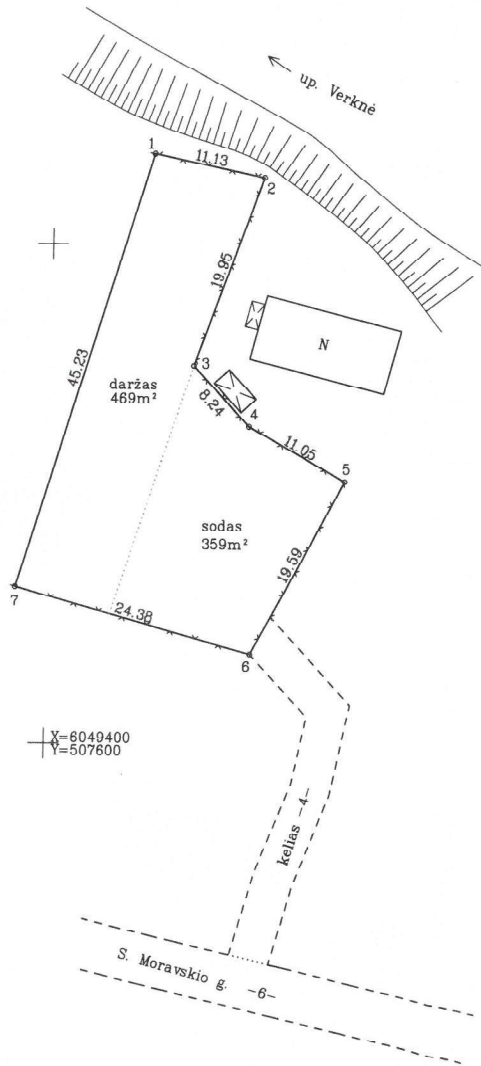 up. Verknė
1
11.13
2
19.95
45.23
N
3
daržas
469m²
8.24
4
11.05
5
sodas
359m²
19.59
7
24.38
6
X=6049400
Y=507600
kelias -4-
S. Moravskio g. -6-